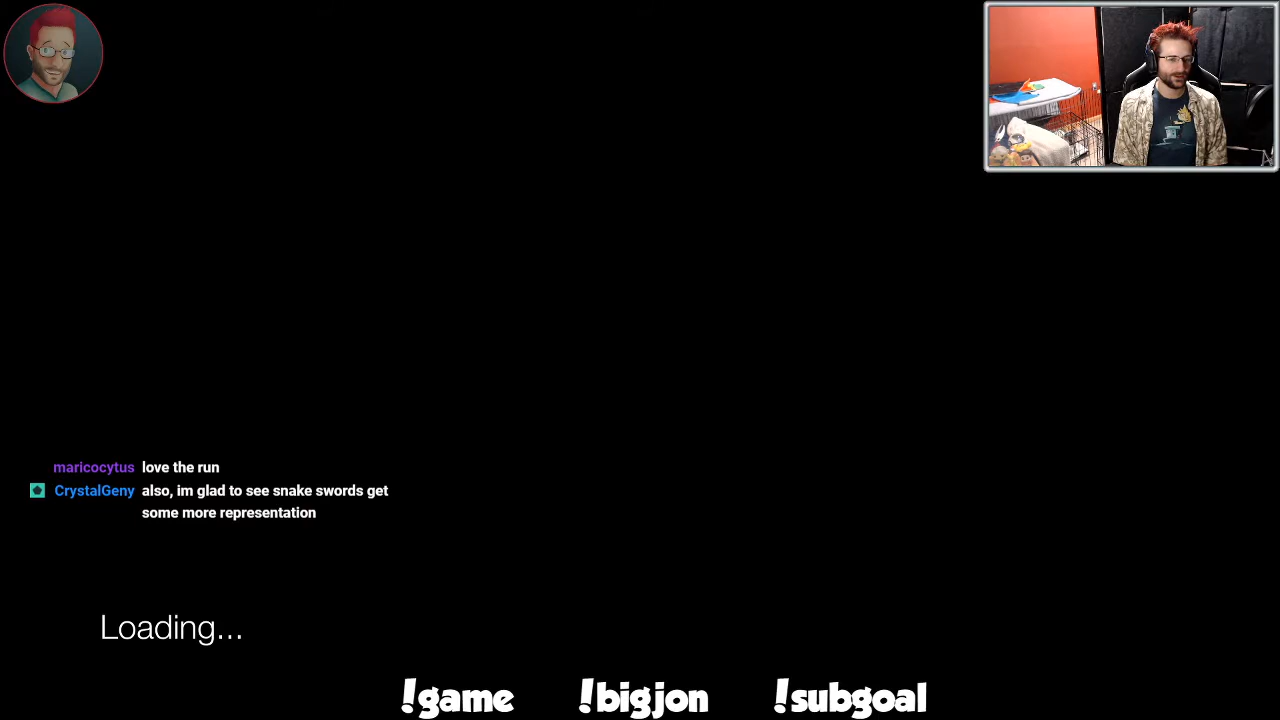 maricocytus love the run
CrystalGeny also, im glad to see snake swords get
some more representation
Loading...
!game !bigjon !subgoal